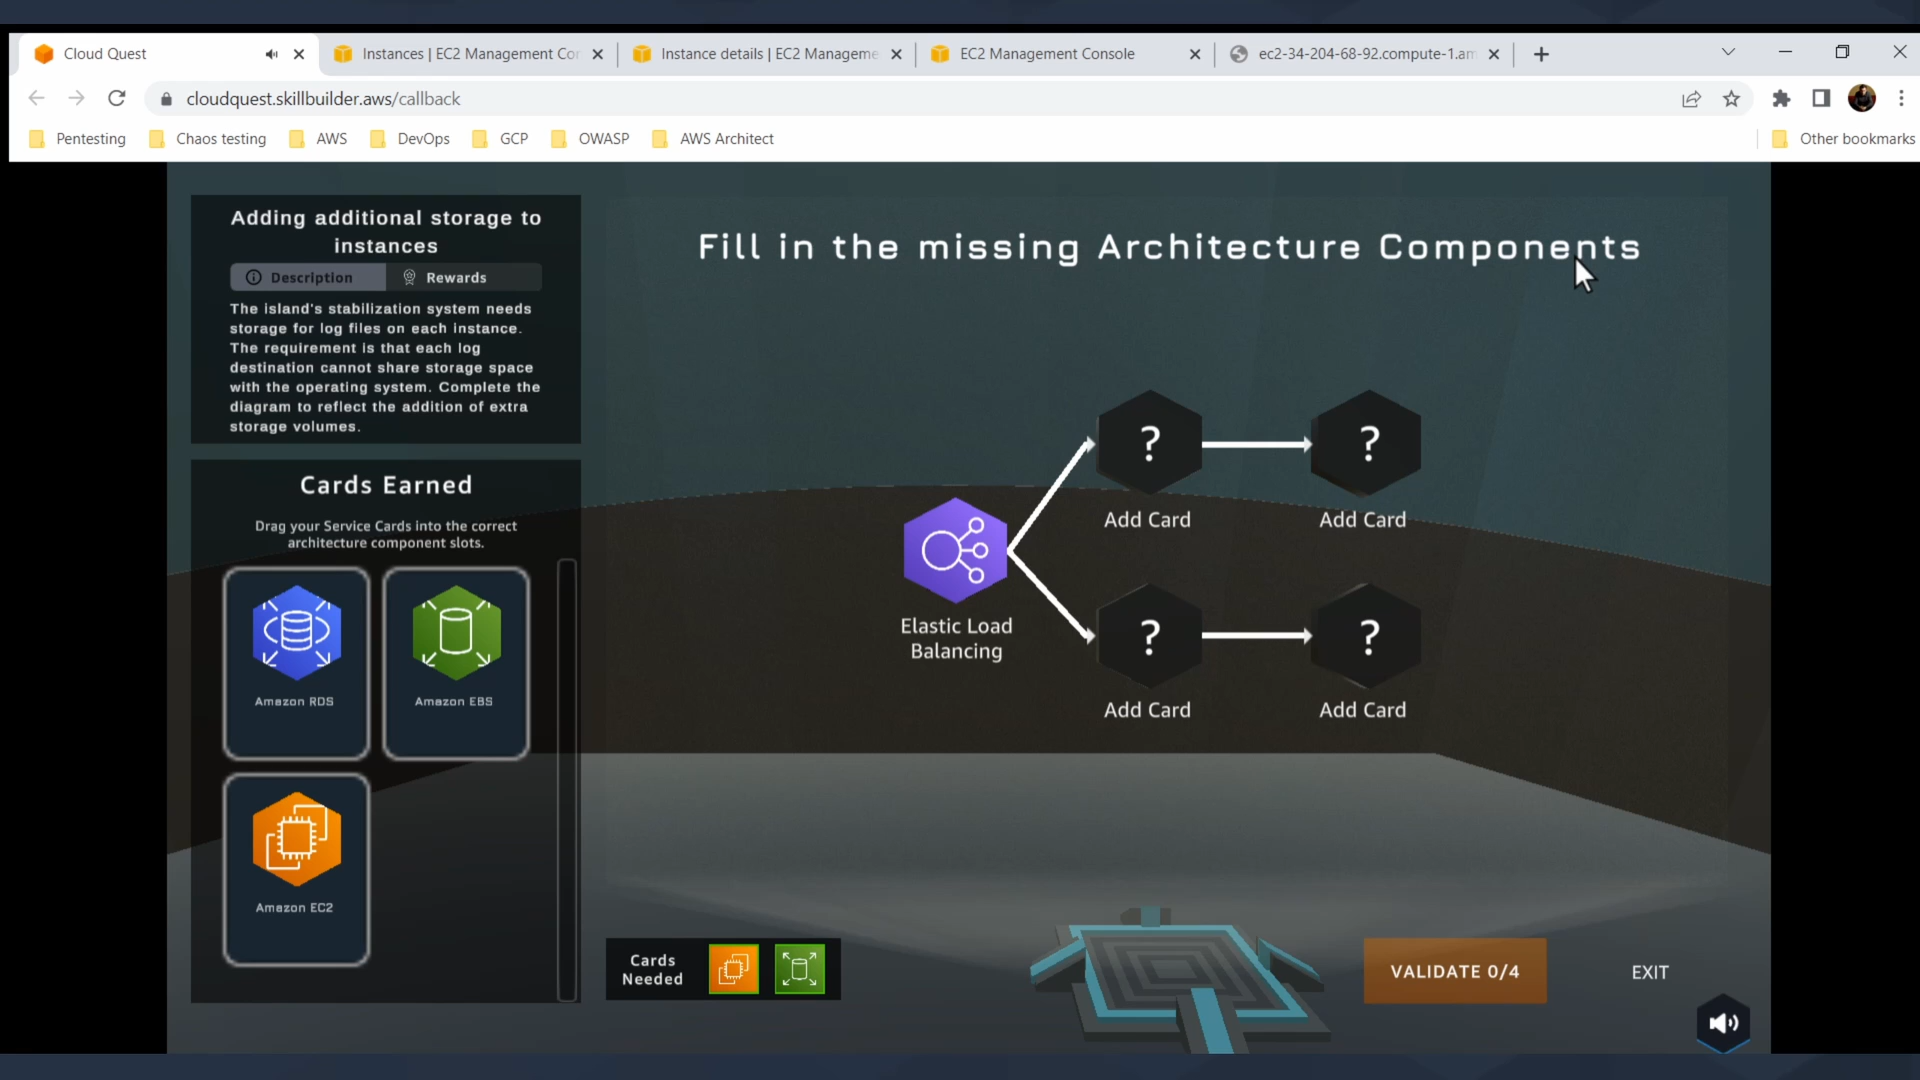 Cloud Quest
Instances | EC2 Management Co
Instance details | EC2 Manageme
EC2 Management Console
ec2-34-204-68-92.compute-1.am
cloudquest.skillbuilder.aws/callback
Pentesting
Chaos testing
AWS
DevOps
GCP
OWASP
AWS Architect
Other bookmarks
Adding additional storage to
instances
Description
Rewards
The island's stabilization system needs
storage for log files on each instance.
The requirement is that each log
destination cannot share storage space
with the operating system. Complete the
diagram to reflect the addition of extra
storage volumes.
Cards Earned
Drag your Service Cards into the correct
architecture component slots.
Amazon RDS
Amazon EBS
Amazon EC2
Fill in the missing Architecture Components
?
?
Add Card
Add Card
Elastic Load
Balancing
?
?
Add Card
Add Card
Cards
Needed
VALIDATE 0/4
EXIT